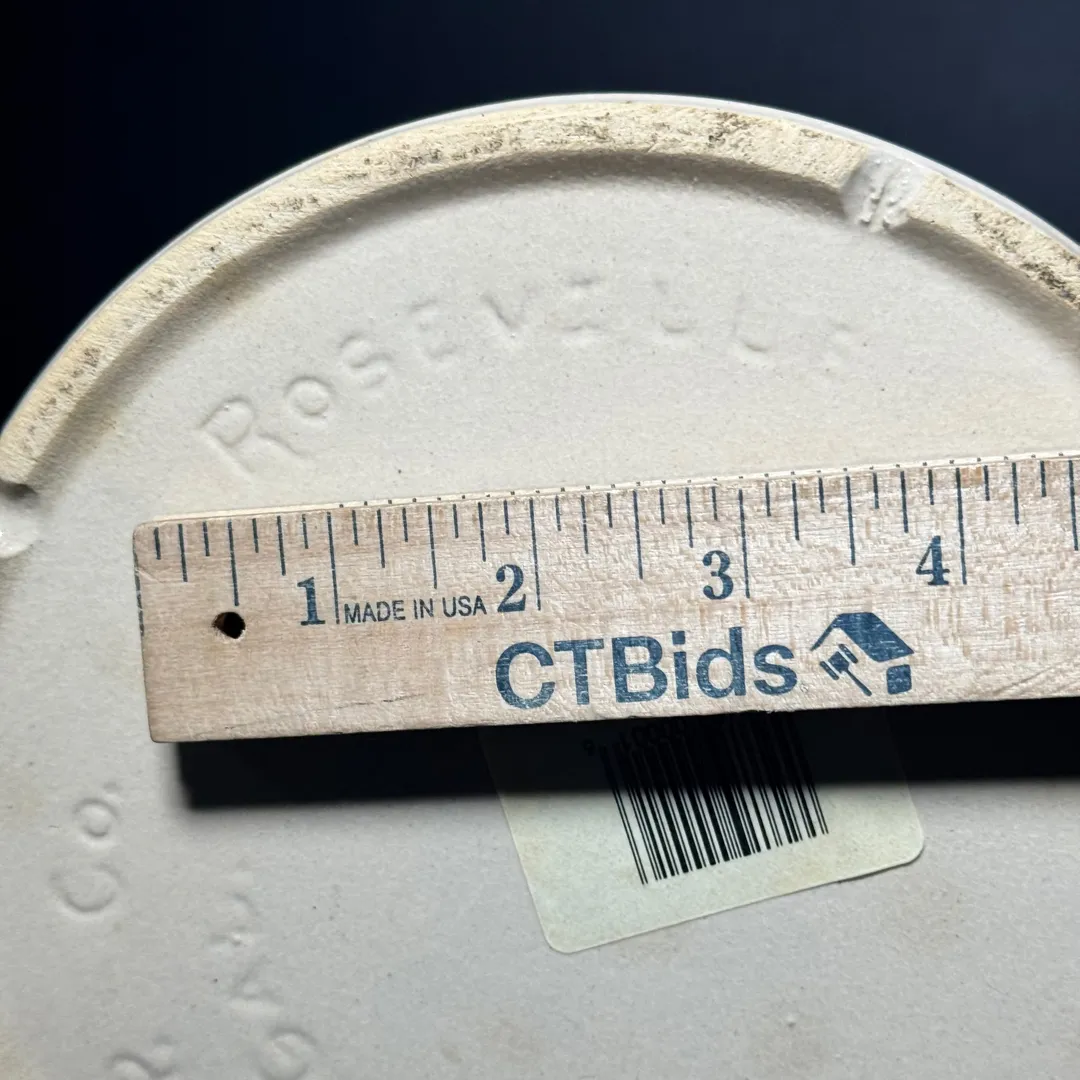 ROSEVILLE
1 MADE IN USA 2 3 4
CTBids
Co.